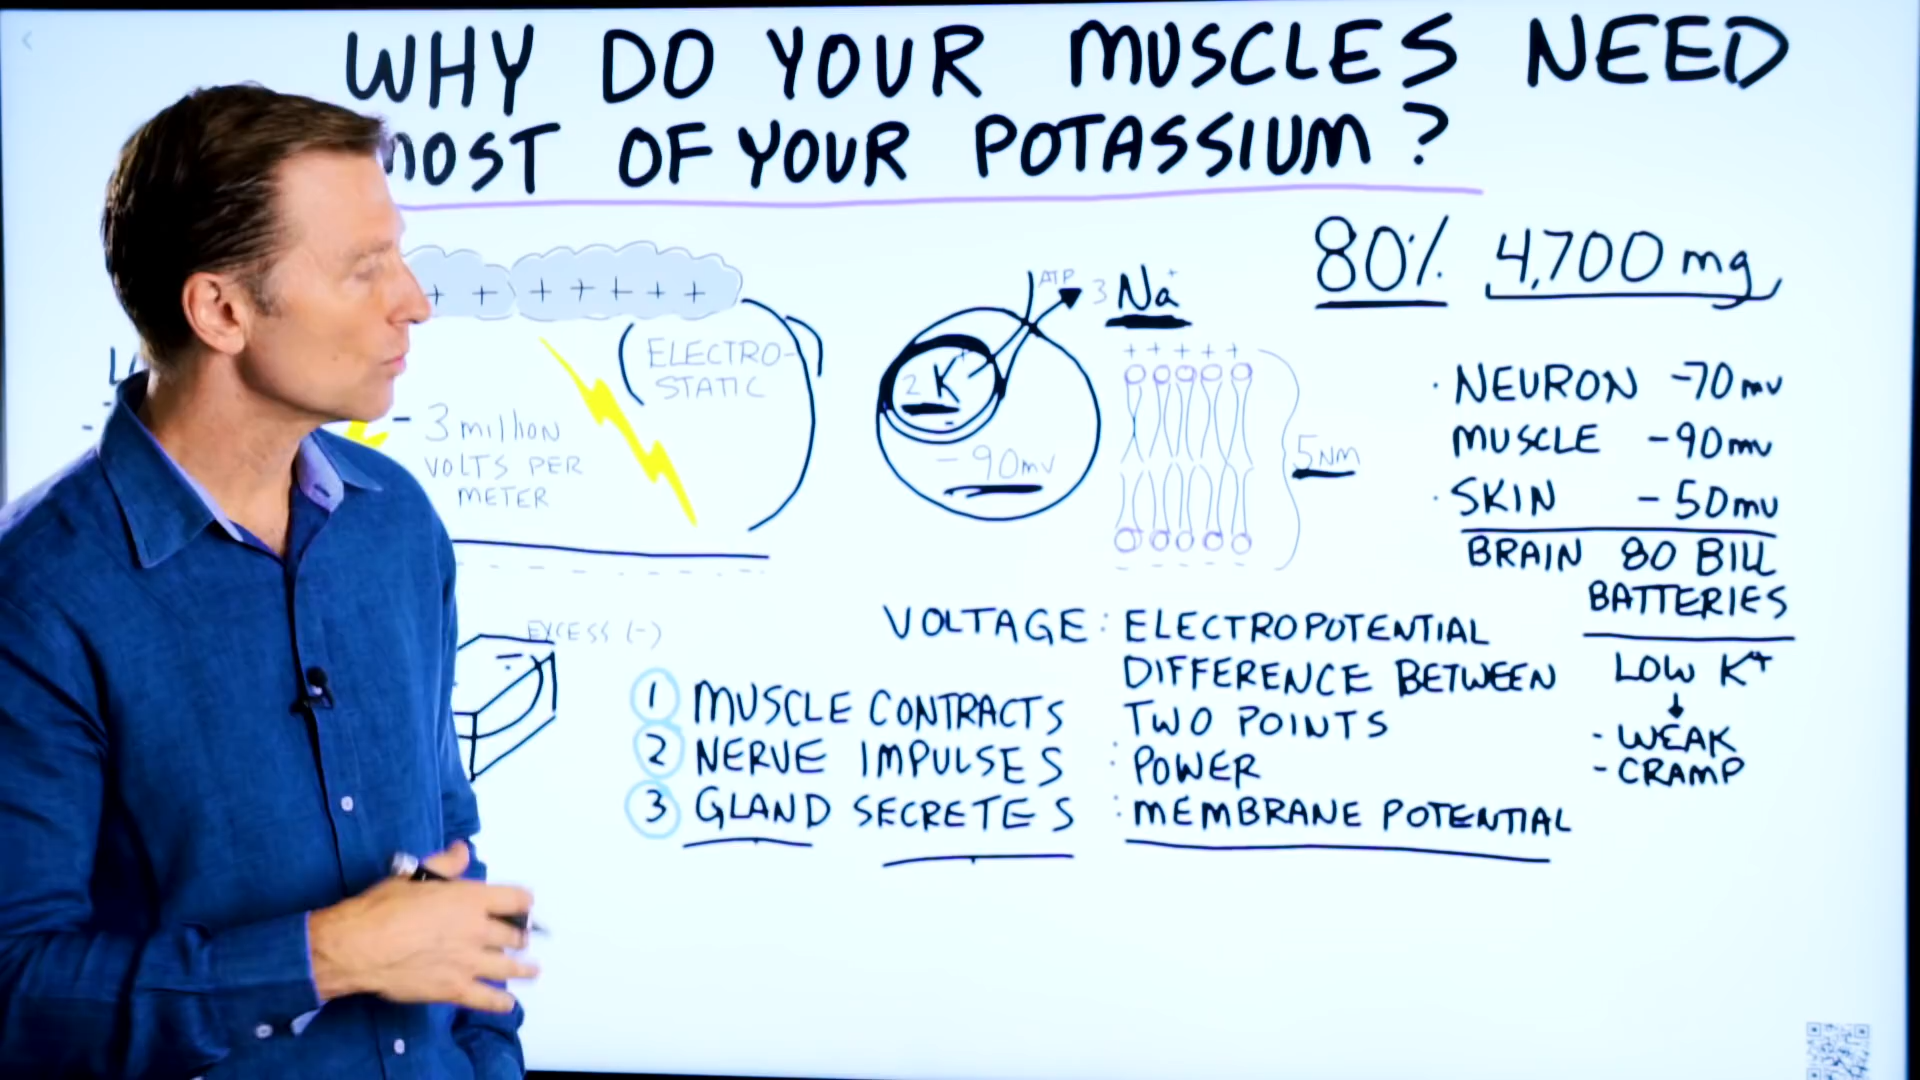 WHY DO YOUR MUSCLES NEED
MOST OF YOUR POTASSIUM?
80% 4,700 mg
+ + + + + + +
ELECTRO-
STATIC
- 3 million
VOLTS PER
METER
ATP
3 Na+
2 K+
-
- 90mv
+ + + + +
5NM
· NEURON -70mv
MUSCLE -90mv
· SKIN -50mv
BRAIN 80 BILL
BATTERIES
LOW K+
- WEAK
- CRAMP
EXCESS (-)
-
VOLTAGE: ELECTROPOTENTIAL
DIFFERENCE BETWEEN
TWO POINTS
: POWER
: MEMBRANE POTENTIAL
1 MUSCLE CONTRACTS
2 NERVE IMPULSES
3 GLAND SECRETES